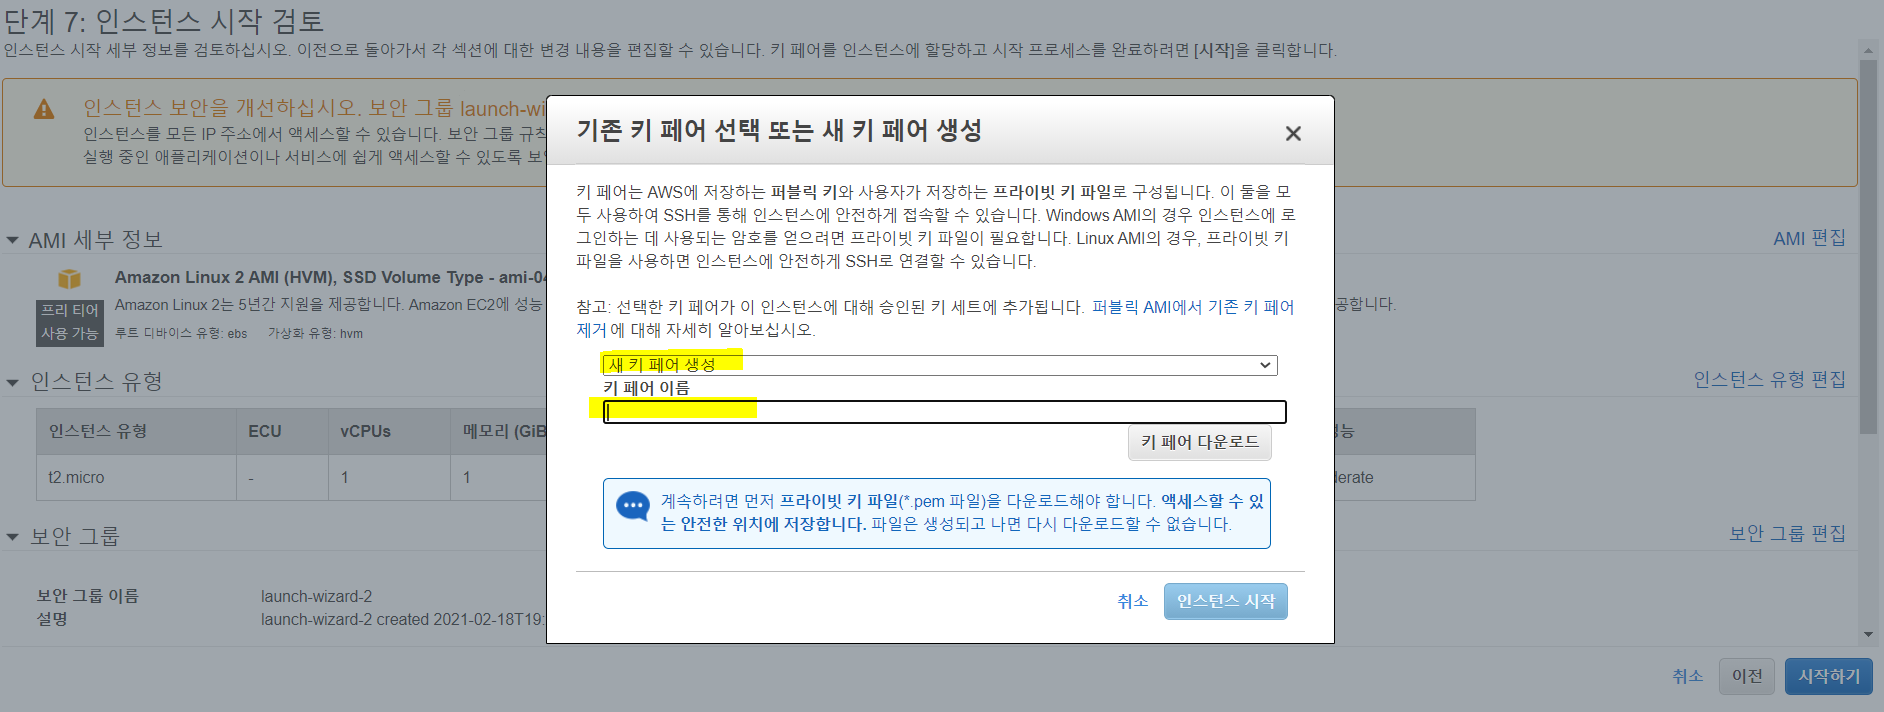 단계 7: 인스턴스 시작 검토
인스턴스 시작 세부 정보를 검토하십시오. 이전으로 돌아가서 각 섹션에 대한 변경 내용을 편집할 수 있습니다. 키 페어를 인스턴스에 할당하고 시작 프로세스를 완료하려면 [시작]을 클릭합니다.
인스턴스 보안을 개선하십시오. 보안 그룹 launch-wi
인스턴스를 모든 IP 주소에서 액세스할 수 있습니다. 보안 그룹 규칙
실행 중인 애플리케이션이나 서비스에 쉽게 액세스할 수 있도록 보안
AMI 세부 정보
AMI 편집
Amazon Linux 2 AMI (HVM), SSD Volume Type - ami-04
프리 티어
사용 가능
Amazon Linux 2는 5년간 지원을 제공합니다. Amazon EC2에 성능
공합니다.
루트 디바이스 유형: ebs 가상화 유형: hvm
인스턴스 유형
인스턴스 유형 편집
인스턴스 유형 ECU vCPUs 메모리 (GiB
능
t2.micro - 1 1
erate
보안 그룹
보안 그룹 편집
보안 그룹 이름 launch-wizard-2
설명 launch-wizard-2 created 2021-02-18T19:
기존 키 페어 선택 또는 새 키 페어 생성
키 페어는 AWS에 저장하는 퍼블릭 키와 사용자가 저장하는 프라이빗 키 파일로 구성됩니다. 이 둘을 모
두 사용하여 SSH를 통해 인스턴스에 안전하게 접속할 수 있습니다. Windows AMI의 경우 인스턴스에 로
그인하는 데 사용되는 암호를 얻으려면 프라이빗 키 파일이 필요합니다. Linux AMI의 경우, 프라이빗 키
파일을 사용하면 인스턴스에 안전하게 SSH로 연결할 수 있습니다.
참고: 선택한 키 페어가 이 인스턴스에 대해 승인된 키 세트에 추가됩니다. 퍼블릭 AMI에서 기존 키 페어
제거 에 대해 자세히 알아보십시오.
새 키 페어 생성
키 페어 이름
키 페어 다운로드
계속하려면 먼저 프라이빗 키 파일(*.pem 파일)을 다운로드해야 합니다. 액세스할 수 있
는 안전한 위치에 저장합니다. 파일은 생성되고 나면 다시 다운로드할 수 없습니다.
취소 인스턴스 시작
취소 이전 시작하기